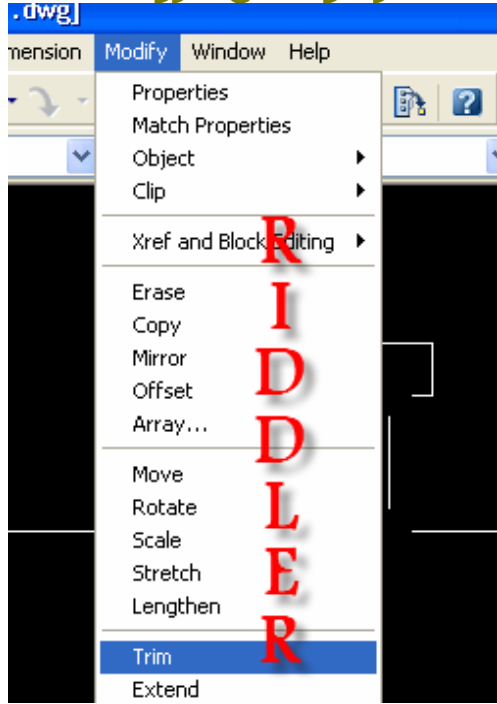 .dwg]
mension Modify Window Help
Properties
Match Properties
Object
Clip
Xref and Block Editing
Erase
Copy
Mirror
Offset
Array...
Move
Rotate
Scale
Stretch
Lengthen
Trim
Extend
RIDDLER